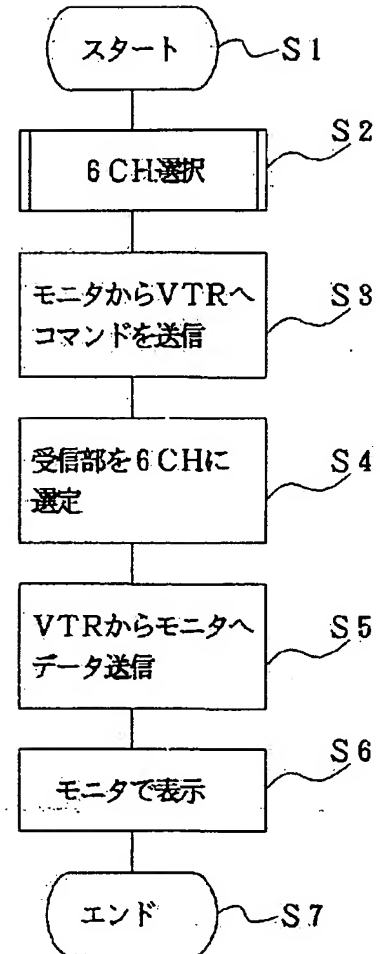 スタート S1
S2
6CH選択
モニタからVTRへ
コマンドを送信
S3
受信部を6CHに
選定
S4
VTRからモニタへ
データ送信
S5
S6
モニタで表示
エンド S7